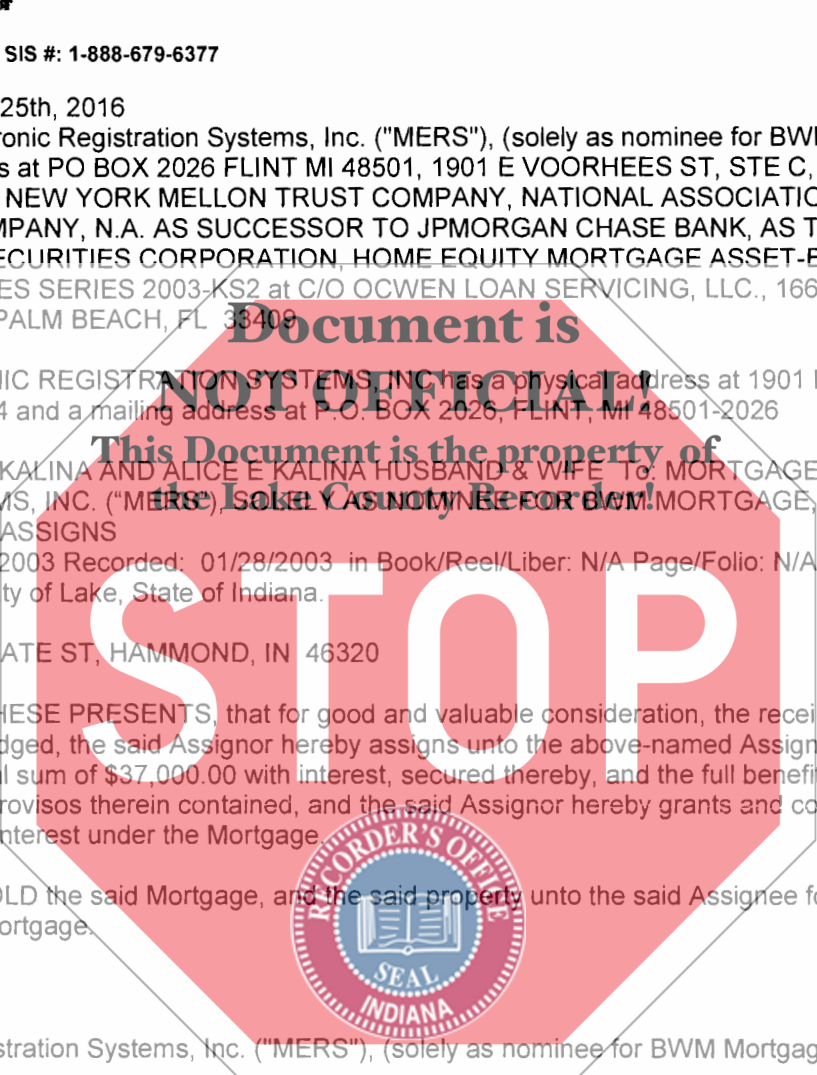 SIS #: 1-888-679-6377
25th, 2016
ronic Registration Systems, Inc. ("MERS"), (solely as nominee for BWM
s at PO BOX 2026 FLINT MI 48501, 1901 E VOORHEES ST, STE C,
NEW YORK MELLON TRUST COMPANY, NATIONAL ASSOCIATIO
MPANY, N.A. AS SUCCESSOR TO JPMORGAN CHASE BANK, AS T
ECURITIES CORPORATION, HOME EQUITY MORTGAGE ASSET-B
ES SERIES 2003-KS2 at C/O OCWEN LOAN SERVICING, LLC., 166
PALM BEACH, FL 33409
Document is
NIC REGISTRATION SYSTEMS, INC has a physical address at 1901 E
NOT OFFICIAL!
4 and a mailing address at P.O. BOX 2026, FLINT, MI 48501-2026
This Document is the property of
KALINA AND ALICE E KALINA HUSBAND & WIFE To: MORTGAGE
the Lake County Recorder!
MS, INC. ("MERS"), SOLELY AS NOMINEE FOR BWM MORTGAGE,
ASSIGNS
2003 Recorded: 01/28/2003 in Book/Reel/Liber: N/A Page/Folio: N/A
ty of Lake, State of Indiana.
STOP
ATE ST, HAMMOND, IN 46320
HESE PRESENTS, that for good and valuable consideration, the recei
dged, the said Assignor hereby assigns unto the above-named Assign
l sum of $37,000.00 with interest, secured thereby, and the full benefit
rovisos therein contained, and the said Assignor hereby grants and co
nterest under the Mortgage.
RECORDER'S OFFICE
OLD the said Mortgage, and the said property unto the said Assignee fo
ortgage.
SEAL
INDIANA
stration Systems, Inc. ("MERS"), (solely as nominee for BWM Mortgag